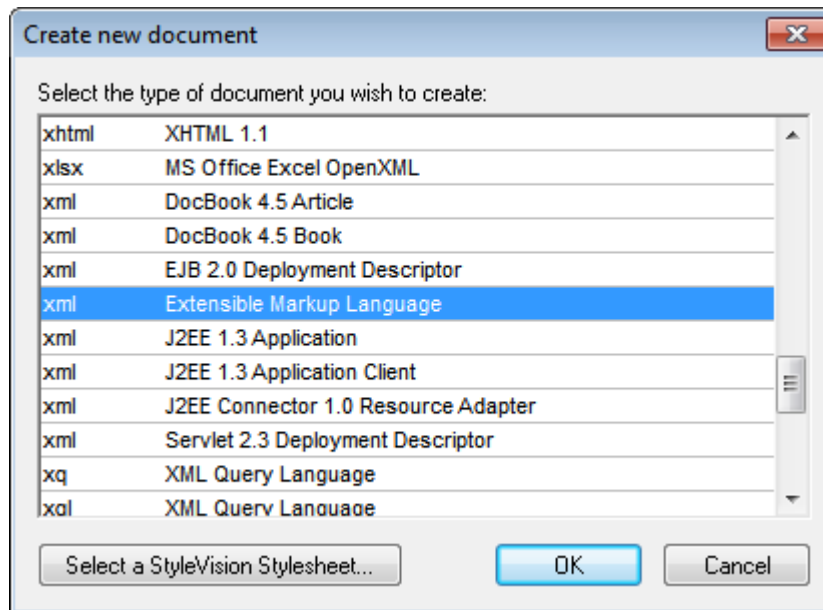 Create new document
Select the type of document you wish to create:
xhtml XHTML 1.1
xlsx MS Office Excel OpenXML
xml DocBook 4.5 Article
xml DocBook 4.5 Book
xml EJB 2.0 Deployment Descriptor
xml Extensible Markup Language
xml J2EE 1.3 Application
xml J2EE 1.3 Application Client
xml J2EE Connector 1.0 Resource Adapter
xml Servlet 2.3 Deployment Descriptor
xq XML Query Language
xql XML Query Language
Select a StyleVision Stylesheet... OK Cancel